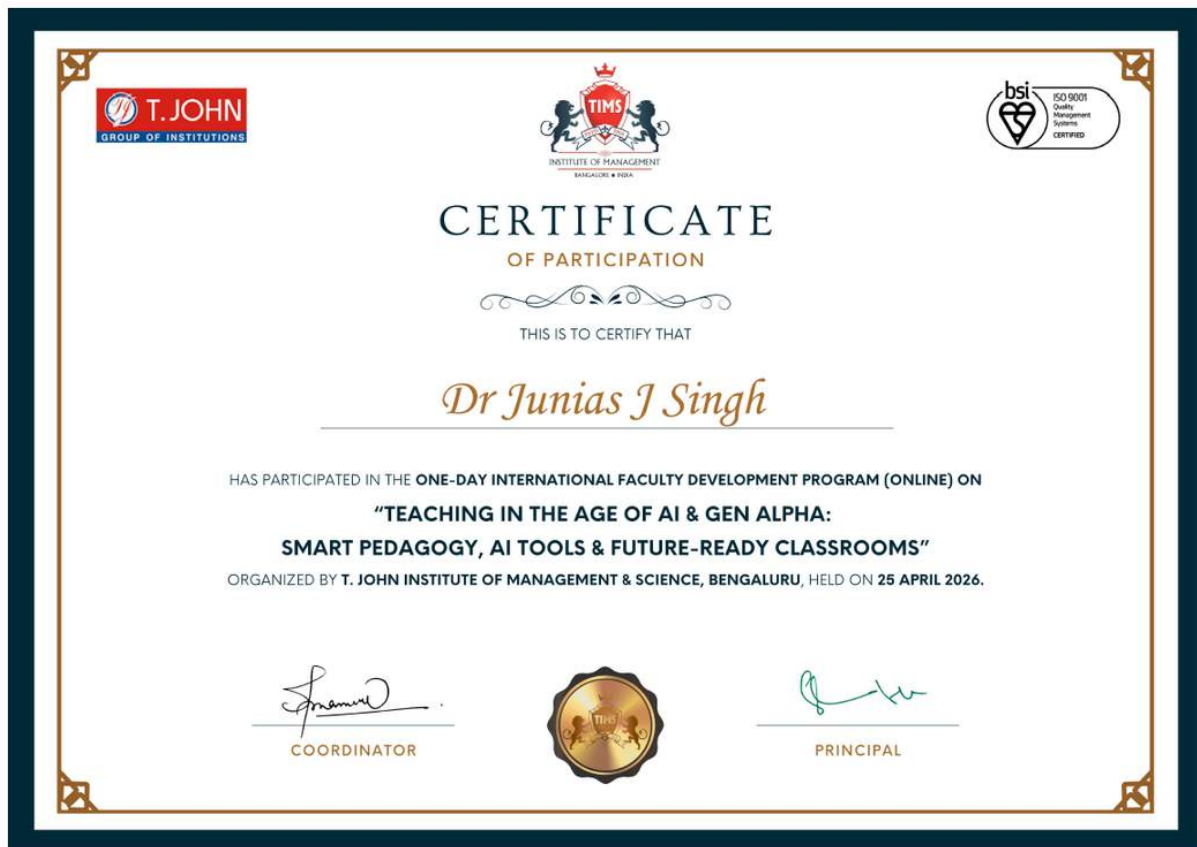 T. JOHN
GROUP OF INSTITUTIONS
TIMS
INSTITUTE OF MANAGEMENT
BANGALORE INDIA
bsi
ISO 9001
Quality
Management
Systems
CERTIFIED
CERTIFICATE
OF PARTICIPATION
THIS IS TO CERTIFY THAT
Dr Junias J Singh
HAS PARTICIPATED IN THE ONE-DAY INTERNATIONAL FACULTY DEVELOPMENT PROGRAM (ONLINE) ON
“TEACHING IN THE AGE OF AI & GEN ALPHA:
SMART PEDAGOGY, AI TOOLS & FUTURE-READY CLASSROOMS”
ORGANIZED BY T. JOHN INSTITUTE OF MANAGEMENT & SCIENCE, BENGALURU, HELD ON 25 APRIL 2026.
TIMS
COORDINATOR
PRINCIPAL